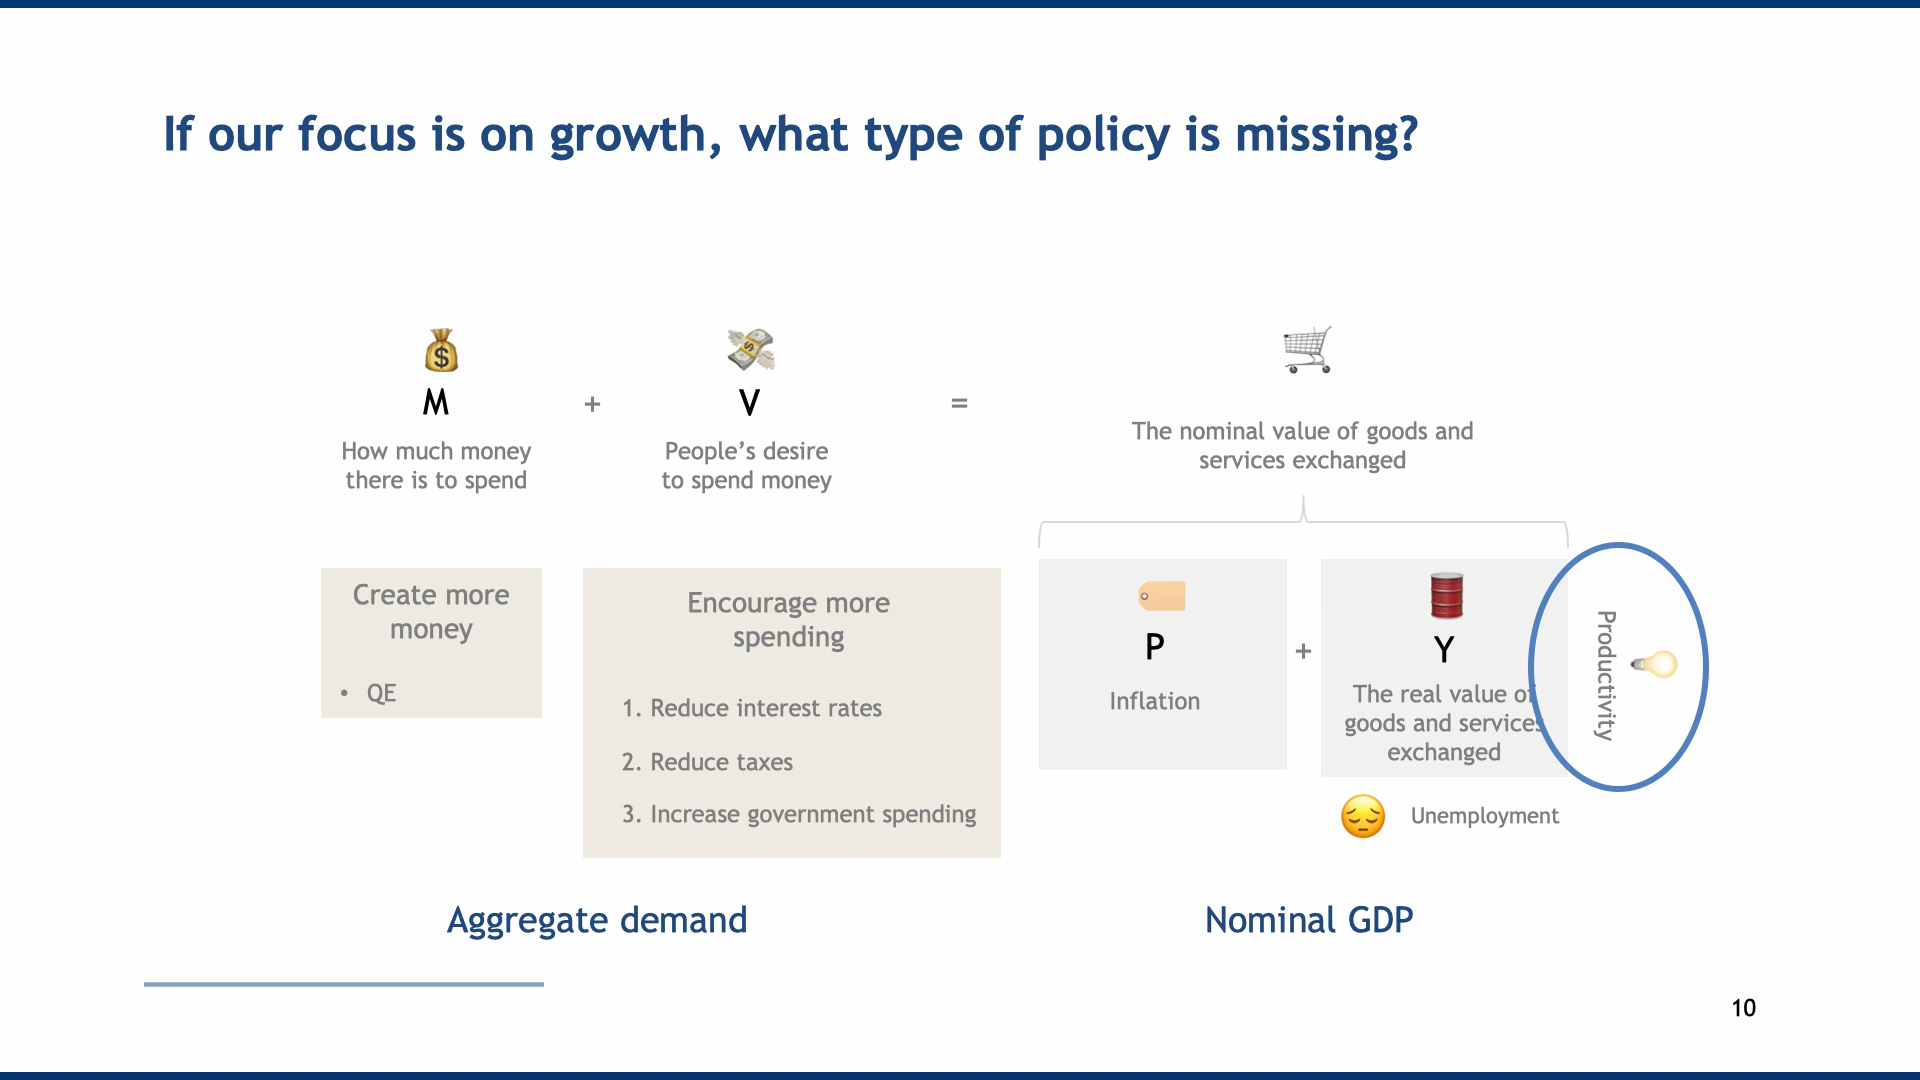 If our focus is on growth, what type of policy is missing?
$
M
+
V
=
How much money
there is to spend
People’s desire
to spend money
The nominal value of goods and
services exchanged
Create more
money
• QE
Encourage more
spending
1. Reduce interest rates
2. Reduce taxes
3. Increase government spending
P
Inflation
+
Y
The real value of
goods and services
exchanged
Productivity
Unemployment
Aggregate demand
Nominal GDP
10